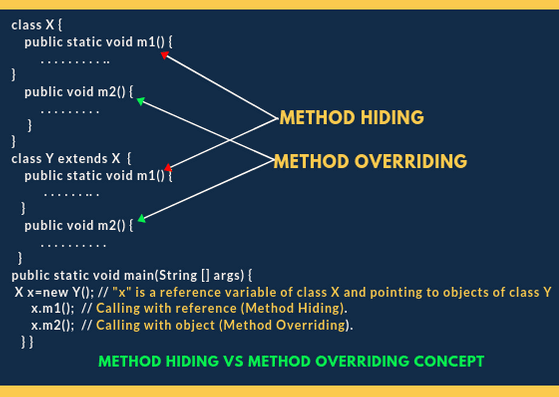 class X {
public static void m1() {
. . . . . . . . . . ..
}
public void m2() {
. . . . . . . . .
}
}
METHOD HIDING
METHOD OVERRIDING
class Y extends X {
public static void m1() {
. . . . . . .. .
}
public void m2() {
. . . . . . . . . .
}
public static void main(String [] args) {
X x=new Y(); // "x" is a reference variable of class X and pointing to objects of class Y
x.m1(); // Calling with reference (Method Hiding).
x.m2(); // Calling with object (Method Overriding).
} }
METHOD HIDING VS METHOD OVERRIDING CONCEPT